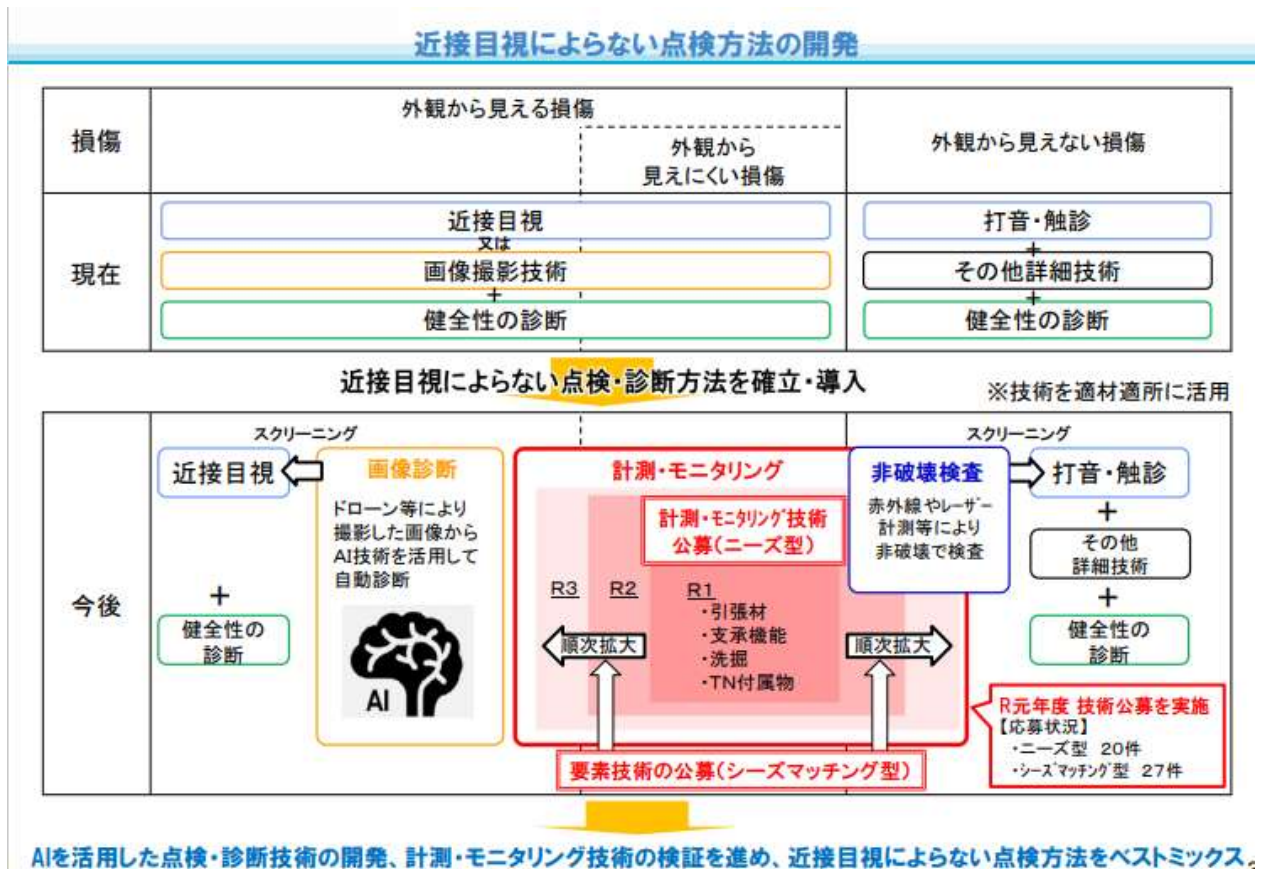 近接目視によらない点検方法の開発
損傷
外観から見える損傷
外観から
見えにくい損傷
外観から見えない損傷
現在
近接目視
又は
画像撮影技術
+
健全性の診断
打音・触診
+
その他詳細技術
+
健全性の診断
近接目視によらない点検・診断方法を確立・導入
※技術を適材適所に活用
今後
スクリーニング
近接目視
+
健全性の
診断
画像診断
ドローン等により
撮影した画像から
AI技術を活用して
自動診断
AI
計測・モニタリング
計測・モニタリング技術
公募(ニーズ型)
R3
R2
R1
・引張材
・支承機能
・洗掘
・TN付属物
順次拡大
順次拡大
要素技術の公募(シーズマッチング型)
非破壊検査
赤外線やレーザー
計測等により
非破壊で検査
スクリーニング
打音・触診
+
その他
詳細技術
+
健全性の
診断
R元年度 技術公募を実施
【応募状況】
・ニーズ型 20件
・シーズマッチング型 27件
AIを活用した点検・診断技術の開発、計測・モニタリング技術の検証を進め、近接目視によらない点検方法をベストミックス